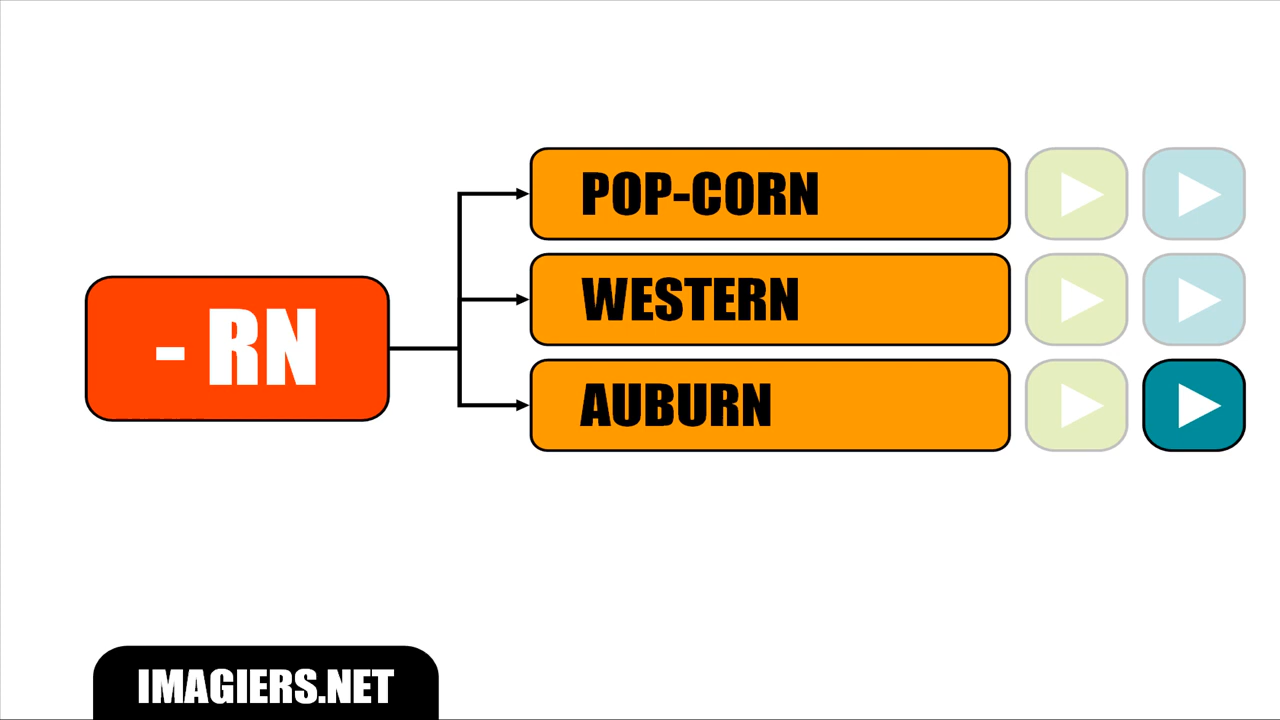 - RN
POP-CORN
WESTERN
AUBURN
IMAGIERS.NET